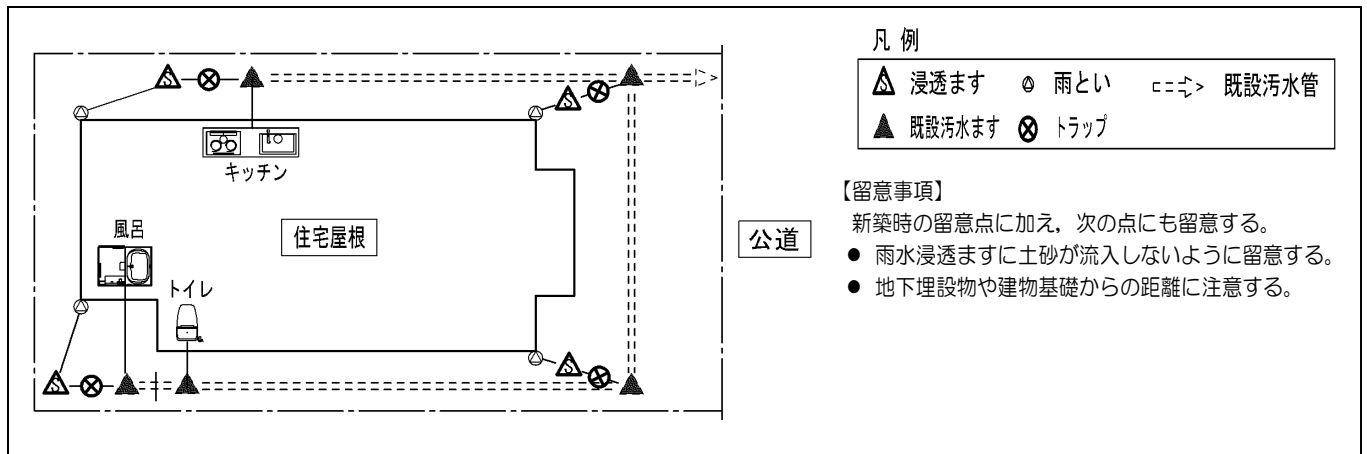 キッチン
風呂
住宅屋根
トイレ
公道
凡例
浸透ます 雨とい 既設汚水管
既設汚水ます トラップ
【留意事項】
新築時の留意点に加え，次の点にも留意する。
● 雨水浸透ますに土砂が流入しないように留意する。
● 地下埋設物や建物基礎からの距離に注意する。